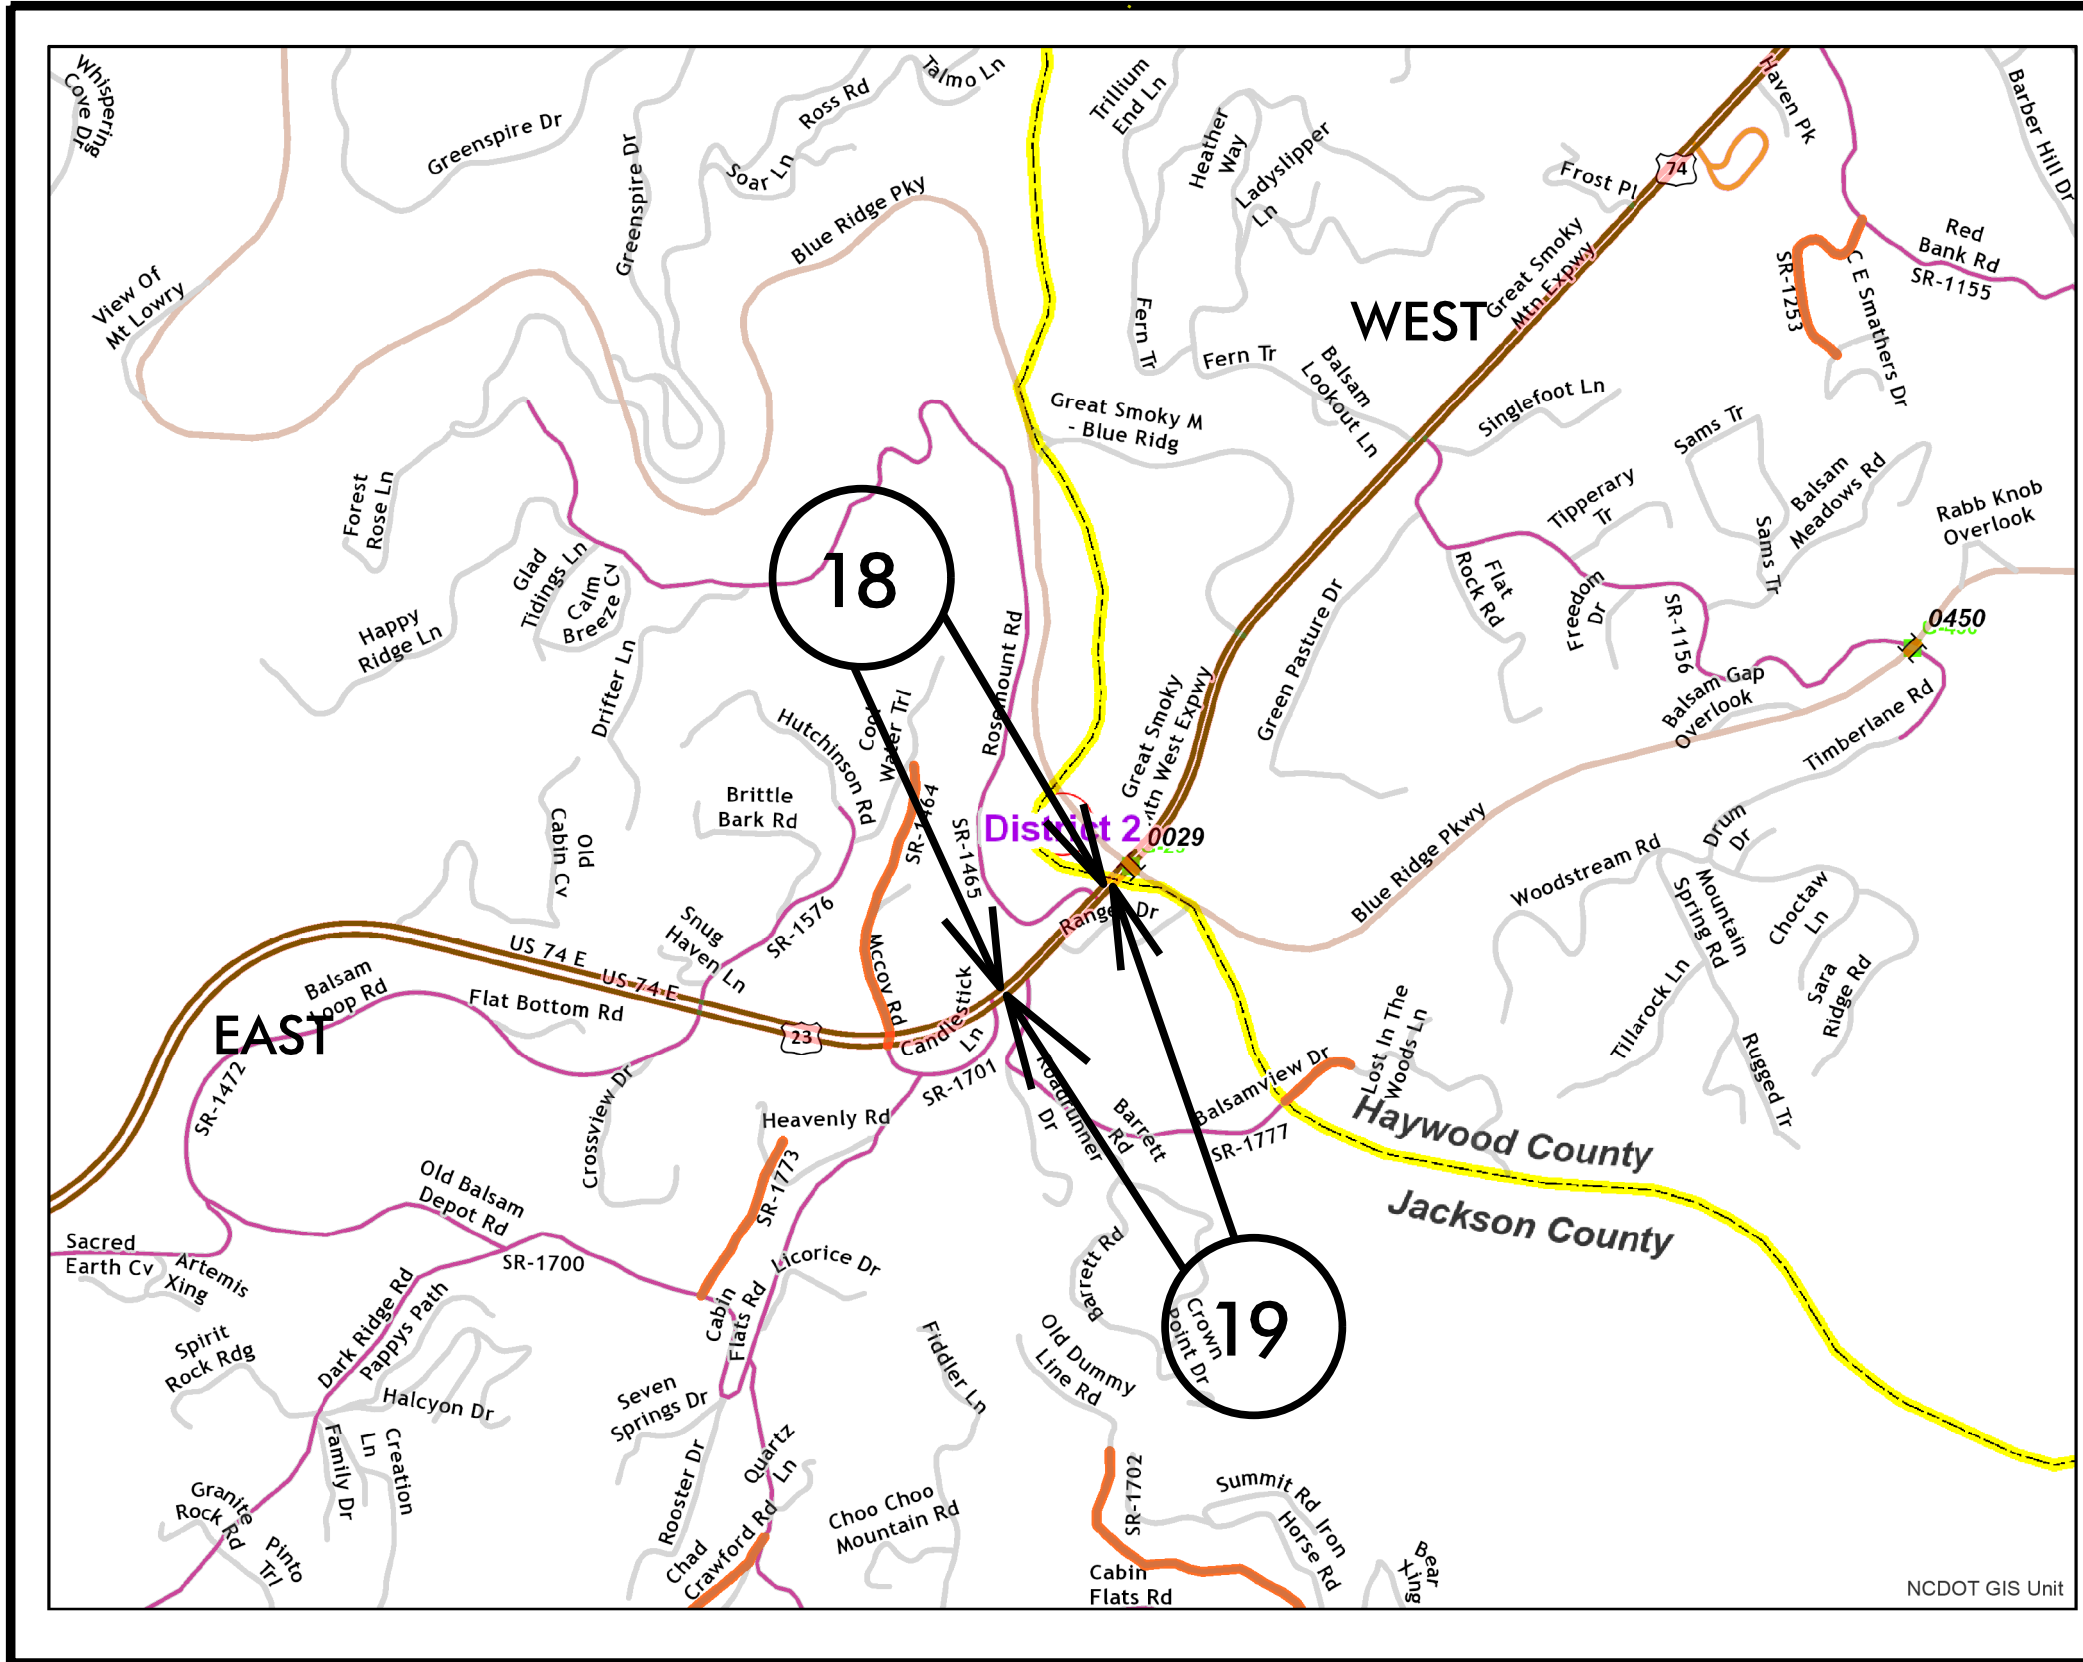 Whispering
Cove Drg
Greenspire Dr
Greenspire Dr
Ross Rd
Talmo Ln
Soar Ln
Blue Ridge Pky
Trillium
End Ln
Heather
Way
Ladyslipper
Ln
Haven Pk
Barber Hill Dr
74
Frost Pl
Red
Bank Rd
SR-1155
SR-1253
C E Smathers Dr
View Of
Mt Lowry
Great Smoky
Mtn Expwy
WEST
Fern Tr
Fern Tr
Balsam
Lookout Ln
Singlefoot Ln
Great Smoky M
- Blue Ridg
Sams Tr
Balsam
Meadows Rd
Tipperary
Tr
Sams Tr
Rabb Knob
Overlook
Forest
Rose Ln
Glad
Tidings Ln
Calm
Breeze Cv
18
Flat
Rock Rd
Freedom
Dr
SR-1156
0450
Happy
Ridge Ln
Drifter Ln
Rosemount Rd
Green Pasture Dr
Balsam Gap
Overlook
Timberlane Rd
Hutchinson Rd
Cool
Water Trl
Great Smoky
Mtn West Expwy
Brittle
Bark Rd
SR-1464
SR-1465
District 2
0029
Old
Cabin Cv
Drum
Dr
Woodstream Rd
Blue Ridge Pkwy
Mountain
Spring Rd
Choctaw
Ln
Snug
Haven Ln
SR-1576
Ranger Dr
Mccoy Rd
US 74 E
US 74 E
Balsam
Loop Rd
Flat Bottom Rd
EAST
23
Candlestick
Ln
Tillarock Ln
Sara
Ridge Rd
Lost In The
Woods Ln
SR-1472
Crossview Dr
SR-1701
Roadrunner
Dr
Barrett
Rd
Balsamview Dr
SR-1777
Rugged Tr
Heavenly Rd
Haywood County
Jackson County
SR-1773
Old Balsam
Depot Rd
SR-1700
Sacred
Earth Cv
Artemis
Xing
Licorice Dr
Barrett Rd
Crown
Point Dr
19
Cabin
Flats Rd
Dark Ridge Rd
Pappys Path
Spirit
Rock Rdg
Halcyon Dr
Seven
Springs Dr
Fiddler Ln
Old Dummy
Line Rd
Family Dr
Creation
Ln
Rooster Dr
Quartz
Ln
Granite
Rock Rd
Pinto
Trl
Chad
Crawford Rd
Choo Choo
Mountain Rd
SR-1702
Summit Rd
Iron
Horse Rd
Cabin
Flats Rd
Bear
Xing
NCDOT GIS Unit